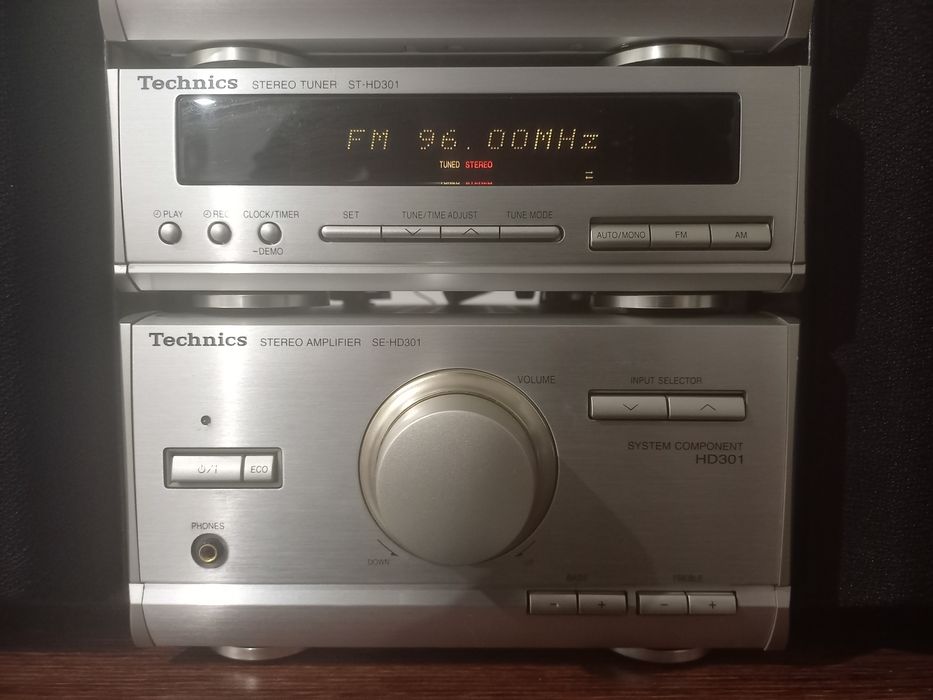 Technics STEREO TUNER ST-HD301
FM 96.00MHz
TUNED STEREO
PLAY REC CLOCK/TIMER SET TUNE/TIME ADJUST TUNE MODE
AUTO/MONO FM AM
−DEMO
Technics STEREO AMPLIFIER SE-HD301
VOLUME
INPUT SELECTOR
SYSTEM COMPONENT
HD301
ECO
PHONES
DOWN UP
BASS TREBLE
− + − +